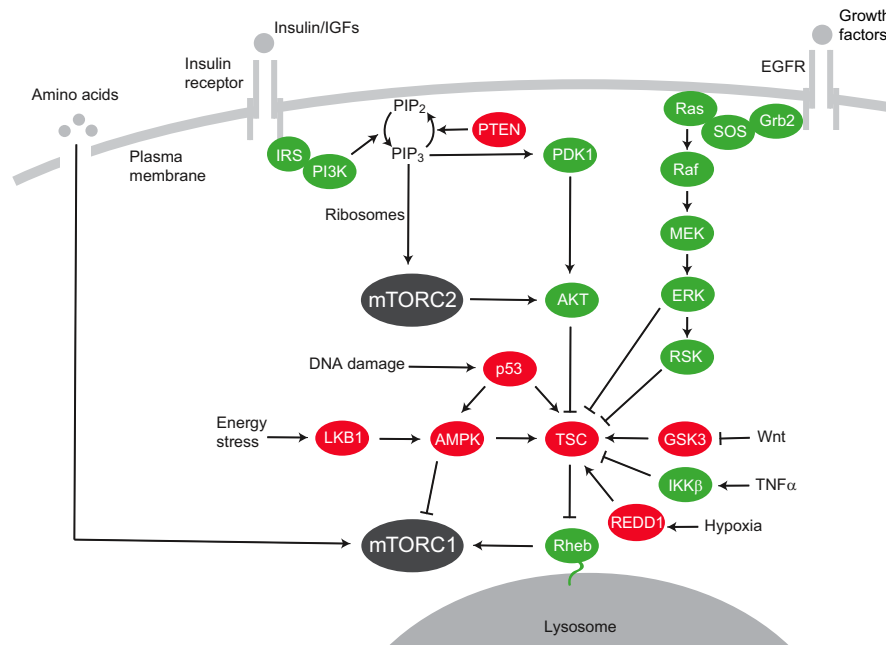 Insulin/IGFs
Growth
factors
Insulin
receptor
EGFR
Amino acids
PIP2
Ras
SOS
Grb2
PTEN
Plasma
membrane
IRS
PI3K
PIP3
PDK1
Raf
Ribosomes
MEK
mTORC2
AKT
ERK
RSK
DNA damage
p53
Energy
stress
LKB1
AMPK
TSC
GSK3
Wnt
IKKβ
TNFα
REDD1
Hypoxia
mTORC1
Rheb
Lysosome